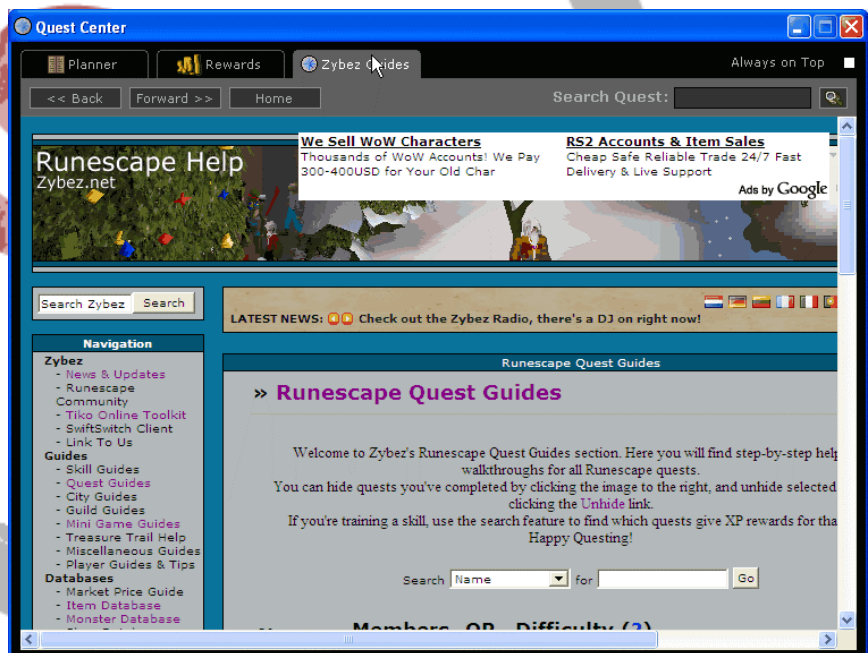 Quest Center
Planner Rewards Zybez Guides Always on Top
<< Back Forward >> Home Search Quest:
We Sell WoW Characters
Thousands of WoW Accounts! We Pay
300-400USD for Your Old Char
RS2 Accounts & Item Sales
Cheap Safe Reliable Trade 24/7 Fast
Delivery & Live Support
Ads by Google
Runescape Help
Zybez.net
Search Zybez Search
LATEST NEWS: Check out the Zybez Radio, there's a DJ on right now!
Navigation
Zybez
- News & Updates
- Runescape
Community
- Tiko Online Toolkit
- SwiftSwitch Client
- Link To Us
Guides
- Skill Guides
- Quest Guides
- City Guides
- Guild Guides
- Mini Game Guides
- Treasure Trail Help
- Miscellaneous Guides
- Player Guides & Tips
Databases
- Market Price Guide
- Item Database
- Monster Database
Runescape Quest Guides
» Runescape Quest Guides
Welcome to Zybez's Runescape Quest Guides section. Here you will find step-by-step help
walkthroughs for all Runescape quests.
You can hide quests you've completed by clicking the image to the right, and unhide selected
clicking the Unhide link.
If you're training a skill, use the search feature to find which quests give XP rewards for tha
Happy Questing!
Search Name for Go
Members OR Difficulty (?)